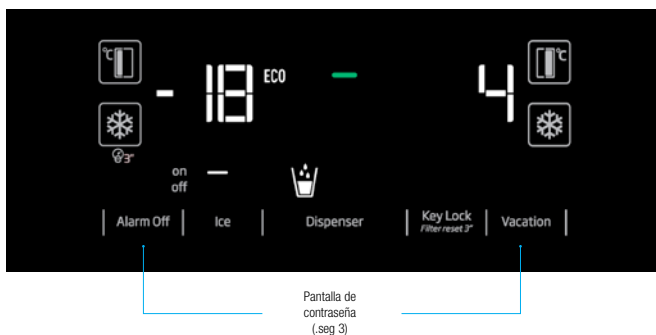 °C
°C
- 18 ECO 4
3"
on
off
Alarm Off Ice Dispenser Key Lock Vacation
Filter reset 3"
Pantalla de
contraseña
(.seg 3)